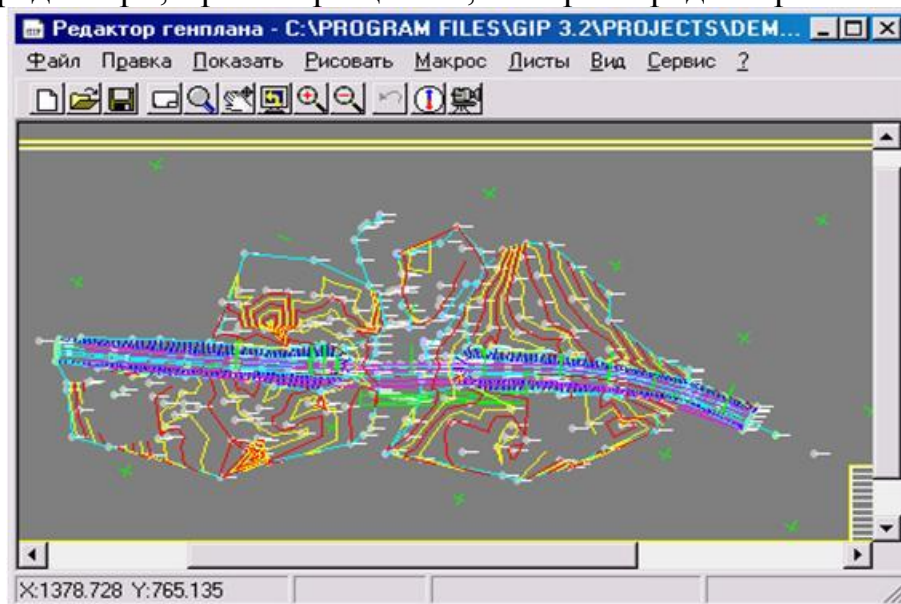 Редактор генплана - C:\PROGRAM FILES\GIP 3.2\PROJECTS\DEM...
Файл Правка Показать Рисовать Макрос Листы Вид Сервис ?
X:1378.728 Y:765.135